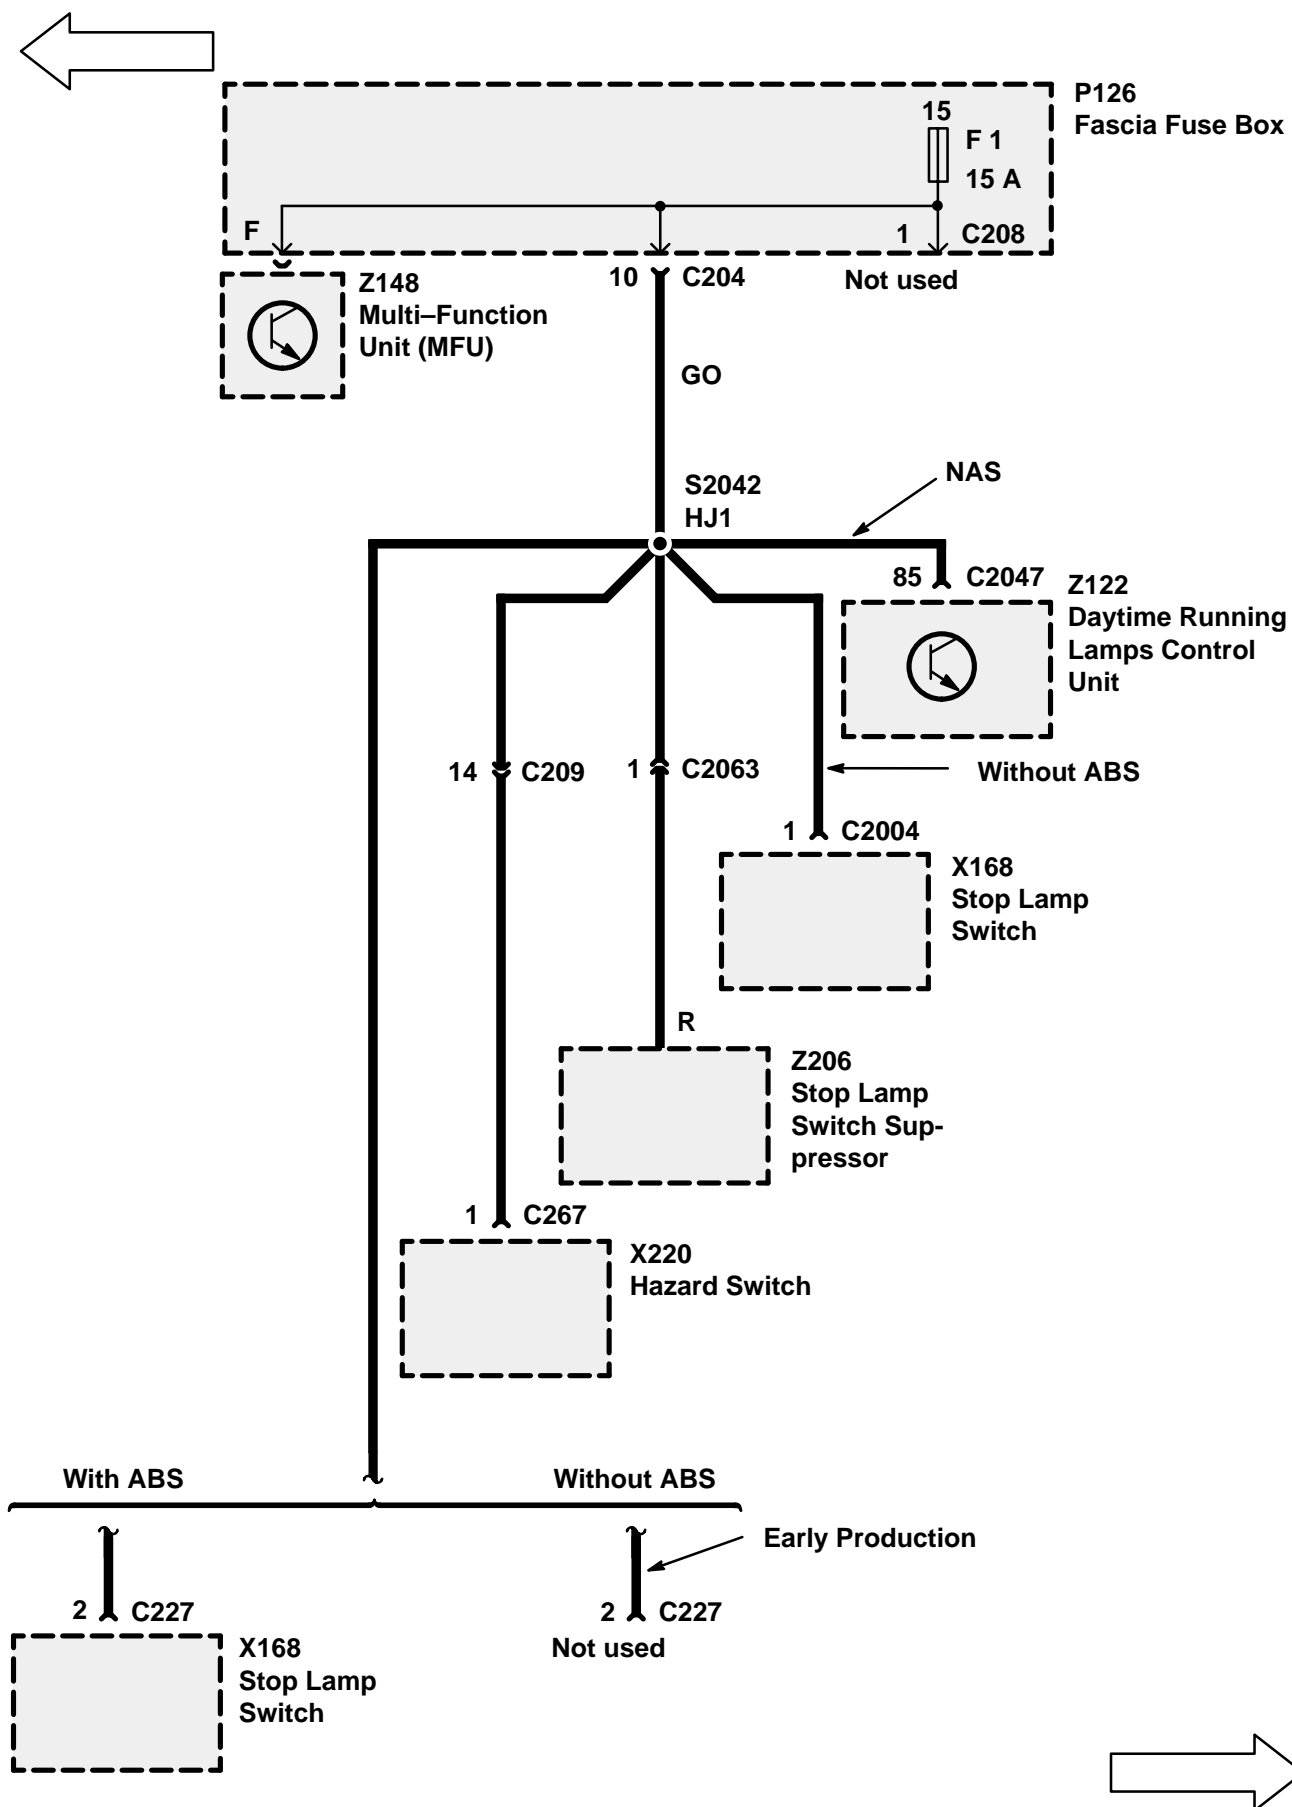 P126
Fascia Fuse Box
15
F 1
15 A
F
1
C208
Z148
Multi–Function
Unit (MFU)
10
C204
Not used
GO
NAS
S2042
HJ1
85
C2047
Z122
Daytime Running
Lamps Control
Unit
14
C209
1
C2063
Without ABS
1
C2004
X168
Stop Lamp
Switch
R
Z206
Stop Lamp
Switch Sup-
pressor
1
C267
X220
Hazard Switch
With ABS
Without ABS
Early Production
2
C227
2
C227
X168
Stop Lamp
Switch
Not used